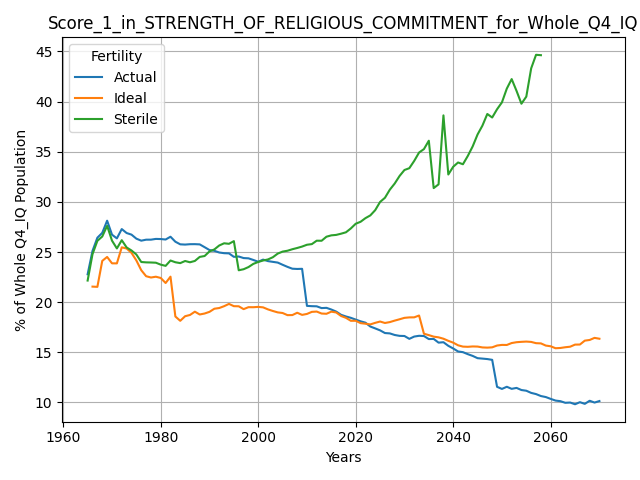 Score_1_in_STRENGTH_OF_RELIGIOUS_COMMITMENT_for_Whole_Q4_IQ
Fertility
Actual
Ideal
Sterile
% of Whole Q4_IQ Population
45
40
35
30
25
20
15
10
1960
1980
2000
2020
2040
2060
Years